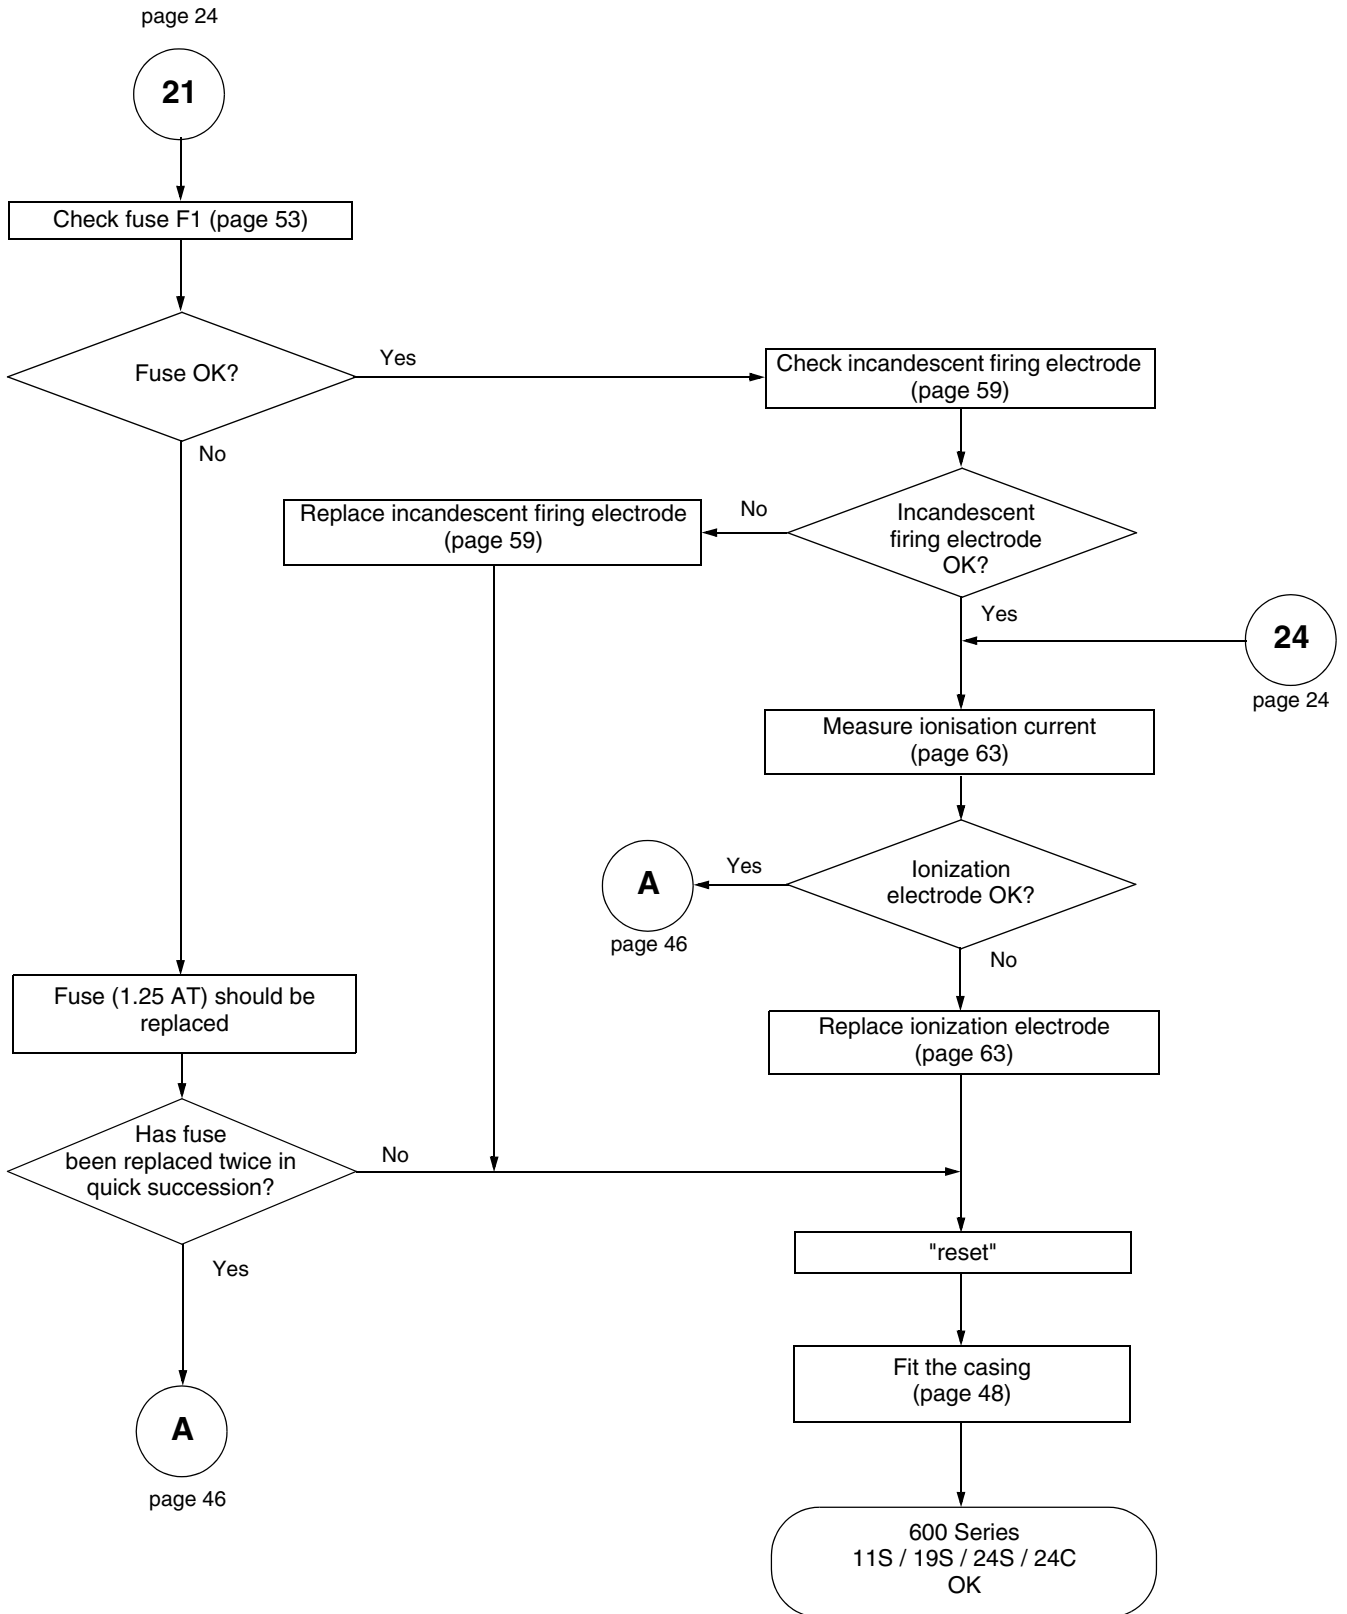 page 24
21
Check fuse F1 (page 53)
Fuse OK?
Yes
Check incandescent firing electrode
(page 59)
No
Replace incandescent firing electrode
(page 59)
No
Incandescent
firing electrode
OK?
Yes
24
page 24
Measure ionisation current
(page 63)
A
page 46
Yes
Ionization
electrode OK?
No
Fuse (1.25 AT) should be
replaced
Replace ionization electrode
(page 63)
Has fuse
been replaced twice in
quick succession?
No
Yes
"reset"
Fit the casing
(page 48)
A
page 46
600 Series
11S / 19S / 24S / 24C
OK